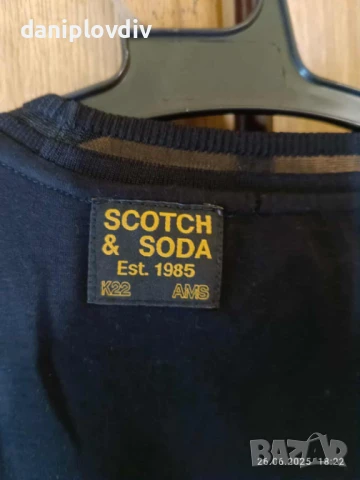 daniplovdiv
SCOTCH
& SODA
Est. 1985
K22 AMS
BAZAR
26.06.2025 18:22